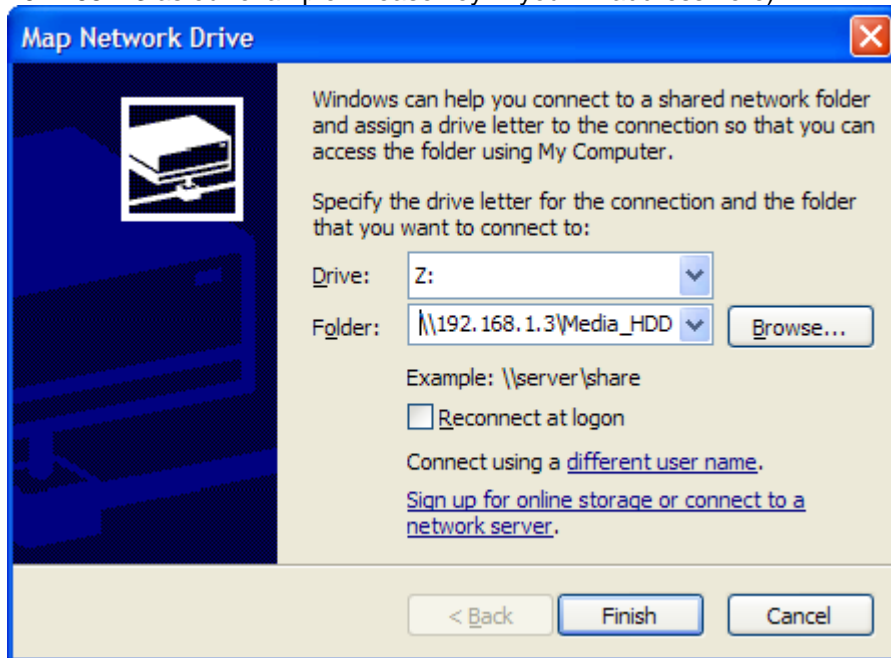 Map Network Drive
Windows can help you connect to a shared network folder
and assign a drive letter to the connection so that you can
access the folder using My Computer.
Specify the drive letter for the connection and the folder
that you want to connect to:
Drive: Z:
Folder: \\192.168.1.3\Media_HDD Browse...
Example: \\server\share
Reconnect at logon
Connect using a different user name.
Sign up for online storage or connect to a
network server.
< Back Finish Cancel